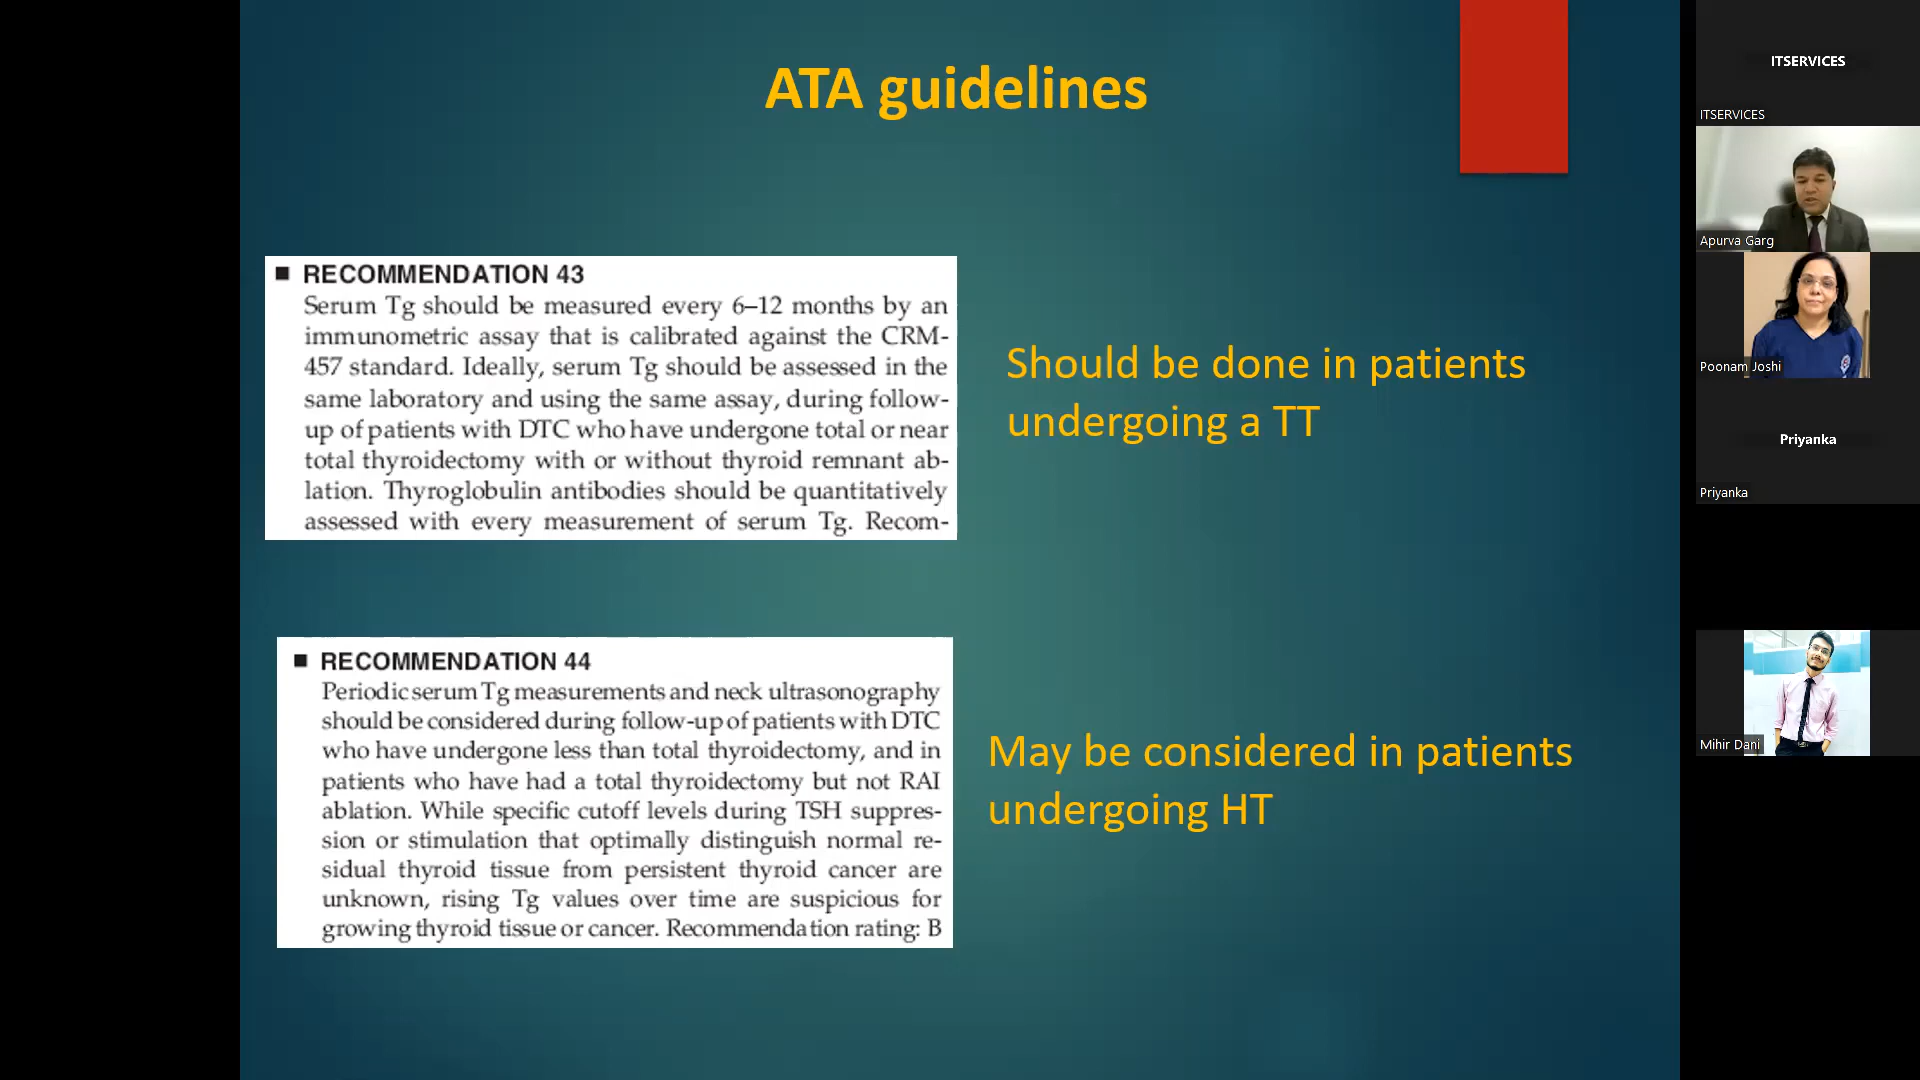 ATA guidelines
■ RECOMMENDATION 43
Serum Tg should be measured every 6–12 months by an
immunometric assay that is calibrated against the CRM-
457 standard. Ideally, serum Tg should be assessed in the
same laboratory and using the same assay, during follow-
up of patients with DTC who have undergone total or near
total thyroidectomy with or without thyroid remnant ab-
lation. Thyroglobulin antibodies should be quantitatively
assessed with every measurement of serum Tg. Recom-
Should be done in patients
undergoing a TT
■ RECOMMENDATION 44
Periodic serum Tg measurements and neck ultrasonography
should be considered during follow-up of patients with DTC
who have undergone less than total thyroidectomy, and in
patients who have had a total thyroidectomy but not RAI
ablation. While specific cutoff levels during TSH suppres-
sion or stimulation that optimally distinguish normal re-
sidual thyroid tissue from persistent thyroid cancer are
unknown, rising Tg values over time are suspicious for
growing thyroid tissue or cancer. Recommendation rating: B
May be considered in patients
undergoing HT
ITSERVICES
ITSERVICES
Apurva Garg
Poonam Joshi
Priyanka
Priyanka
Mihir Dani